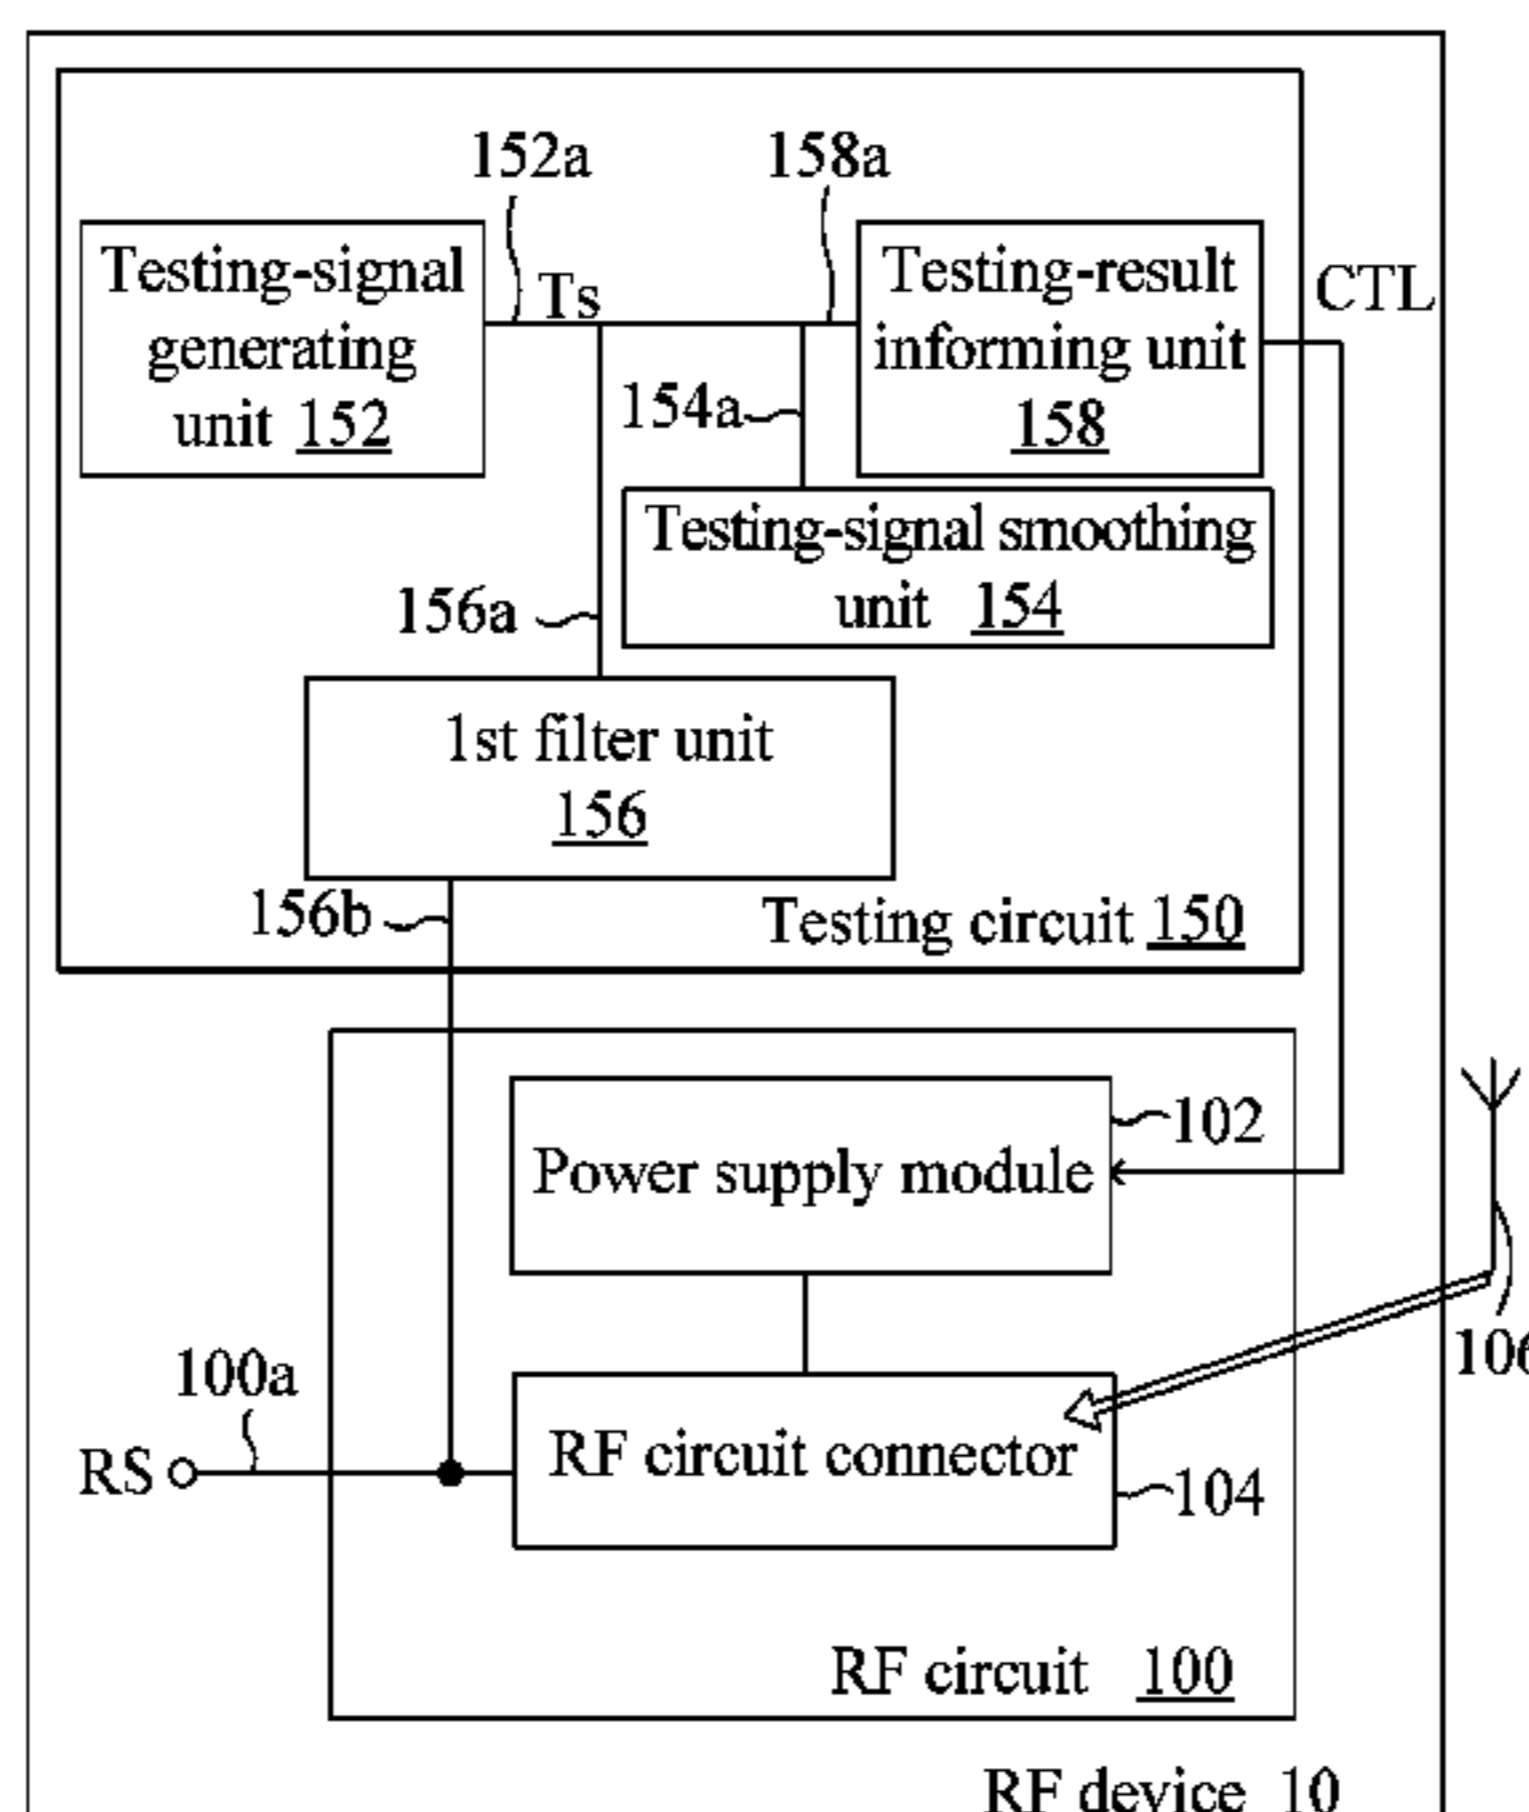 152a
158a
Testing-signal
generating
unit 152
Ts
Testing-result
informing unit
158
CTL
154a
Testing-signal smoothing
unit 154
156a
1st filter unit
156
156b
Testing circuit 150
102
Power supply module
100a
RS
RF circuit connector
104
RF circuit 100
RF device 10